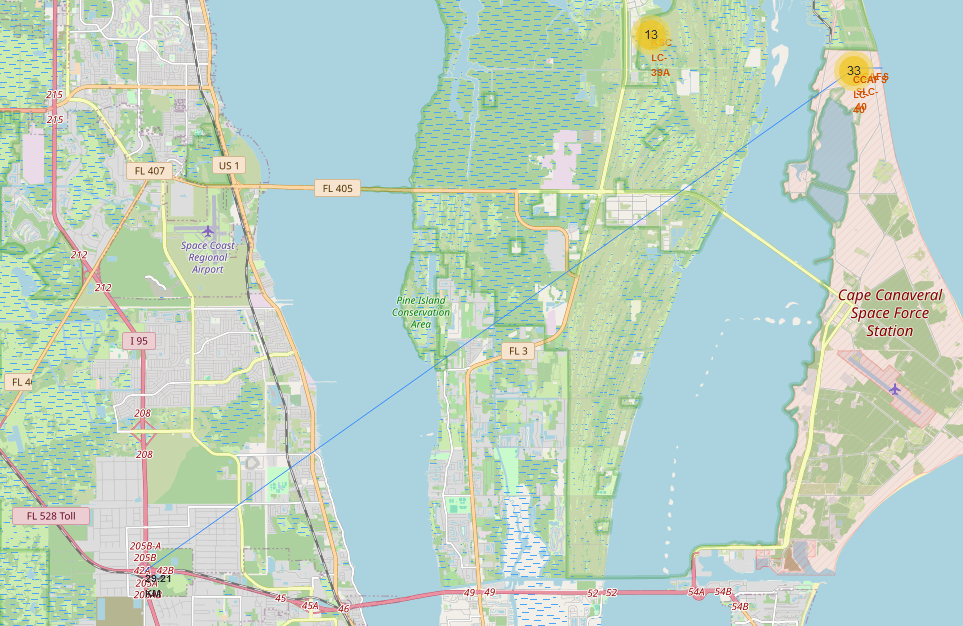 13
LC-
39A
33
CCAFS
SLC-
LC-
40
40
215
215
US 1
FL 407
FL 405
Space Coast
Regional
Airport
212
212
Pine Island
Conservation
Area
Cape Canaveral
Space Force
Station
I 95
FL 3
208
208
FL 528 Toll
205B-A
205B
42A
42B
29.21
KM
45
45A
46
49
49
52
52
54A
54B
54B